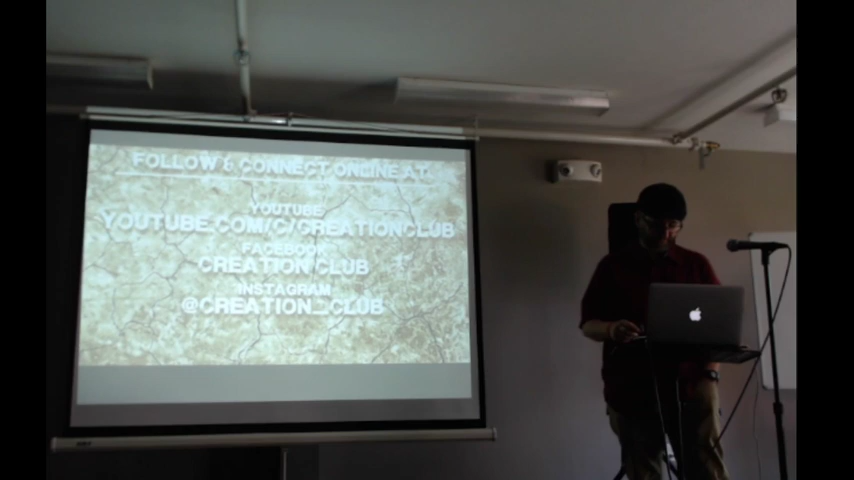 FOLLOW & CONNECT ONLINE AT:
YOUTUBE
YOUTUBE.COM/C/CREATIONCLUB
FACEBOOK
CREATION CLUB
INSTAGRAM
@CREATION_CLUB